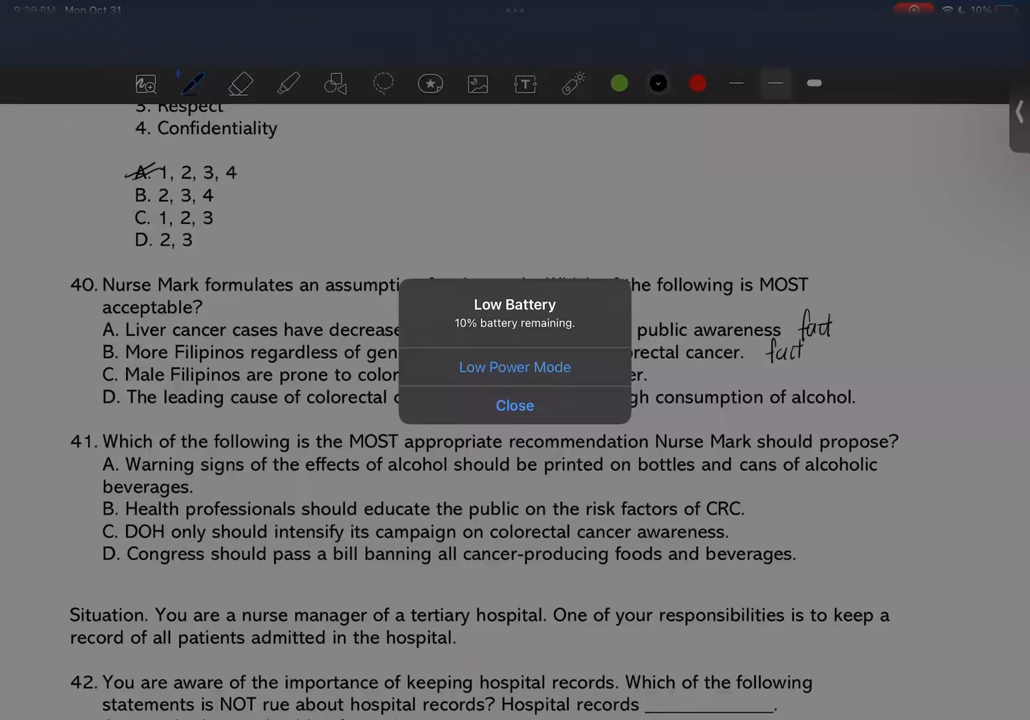 9:39 PM Mon Oct 31
10%
3. Respect
4. Confidentiality
A. 1, 2, 3, 4
B. 2, 3, 4
C. 1, 2, 3
D. 2, 3
40. Nurse Mark formulates an assumpti the following is MOST
acceptable?
A. Liver cancer cases have decrease public awareness fact
B. More Filipinos regardless of gen rectal cancer. fact
C. Male Filipinos are prone to color er.
D. The leading cause of colorectal gh consumption of alcohol.
Low Battery
10% battery remaining.
Low Power Mode
Close
41. Which of the following is the MOST appropriate recommendation Nurse Mark should propose?
A. Warning signs of the effects of alcohol should be printed on bottles and cans of alcoholic
beverages.
B. Health professionals should educate the public on the risk factors of CRC.
C. DOH only should intensify its campaign on colorectal cancer awareness.
D. Congress should pass a bill banning all cancer-producing foods and beverages.
Situation. You are a nurse manager of a tertiary hospital. One of your responsibilities is to keep a
record of all patients admitted in the hospital.
42. You are aware of the importance of keeping hospital records. Which of the following
statements is NOT rue about hospital records? Hospital records ____________.